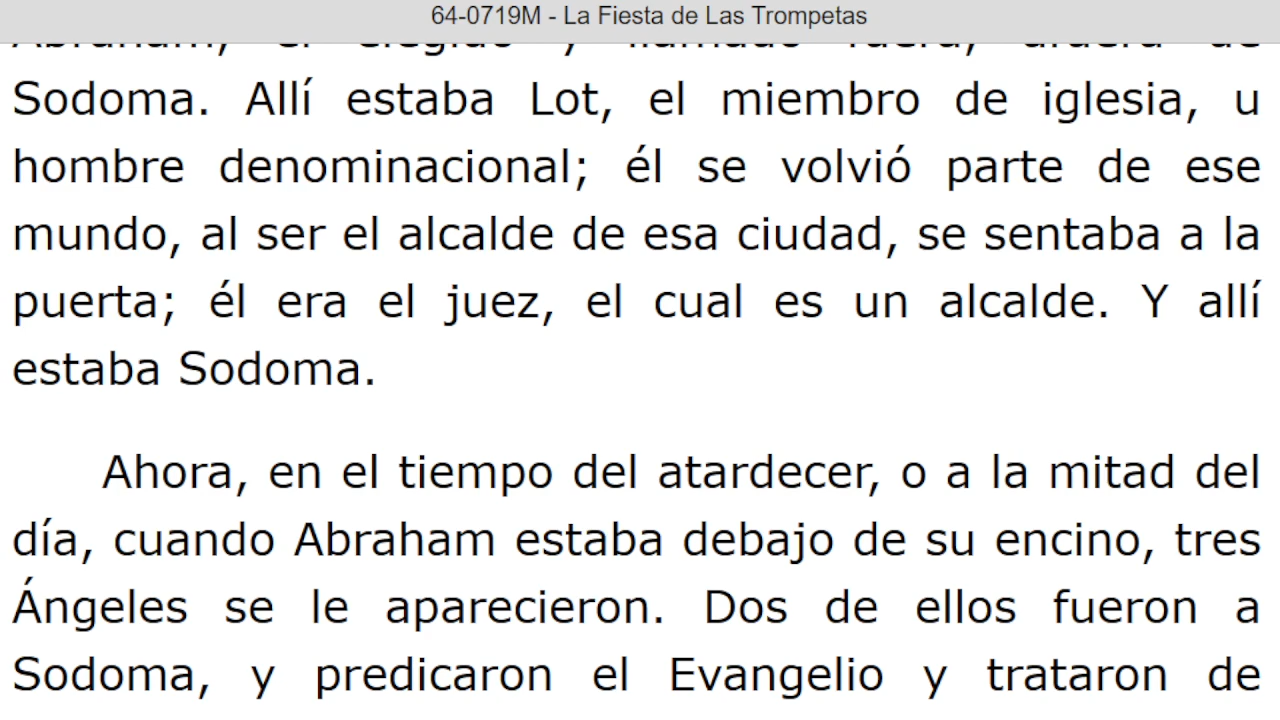 64-0719M - La Fiesta de Las Trompetas
Sodoma. Allí estaba Lot, el miembro de iglesia, u
hombre denominacional; él se volvió parte de ese
mundo, al ser el alcalde de esa ciudad, se sentaba a la
puerta; él era el juez, el cual es un alcalde. Y allí
estaba Sodoma.
Ahora, en el tiempo del atardecer, o a la mitad del
día, cuando Abraham estaba debajo de su encino, tres
Ángeles se le aparecieron. Dos de ellos fueron a
Sodoma, y predicaron el Evangelio y trataron de